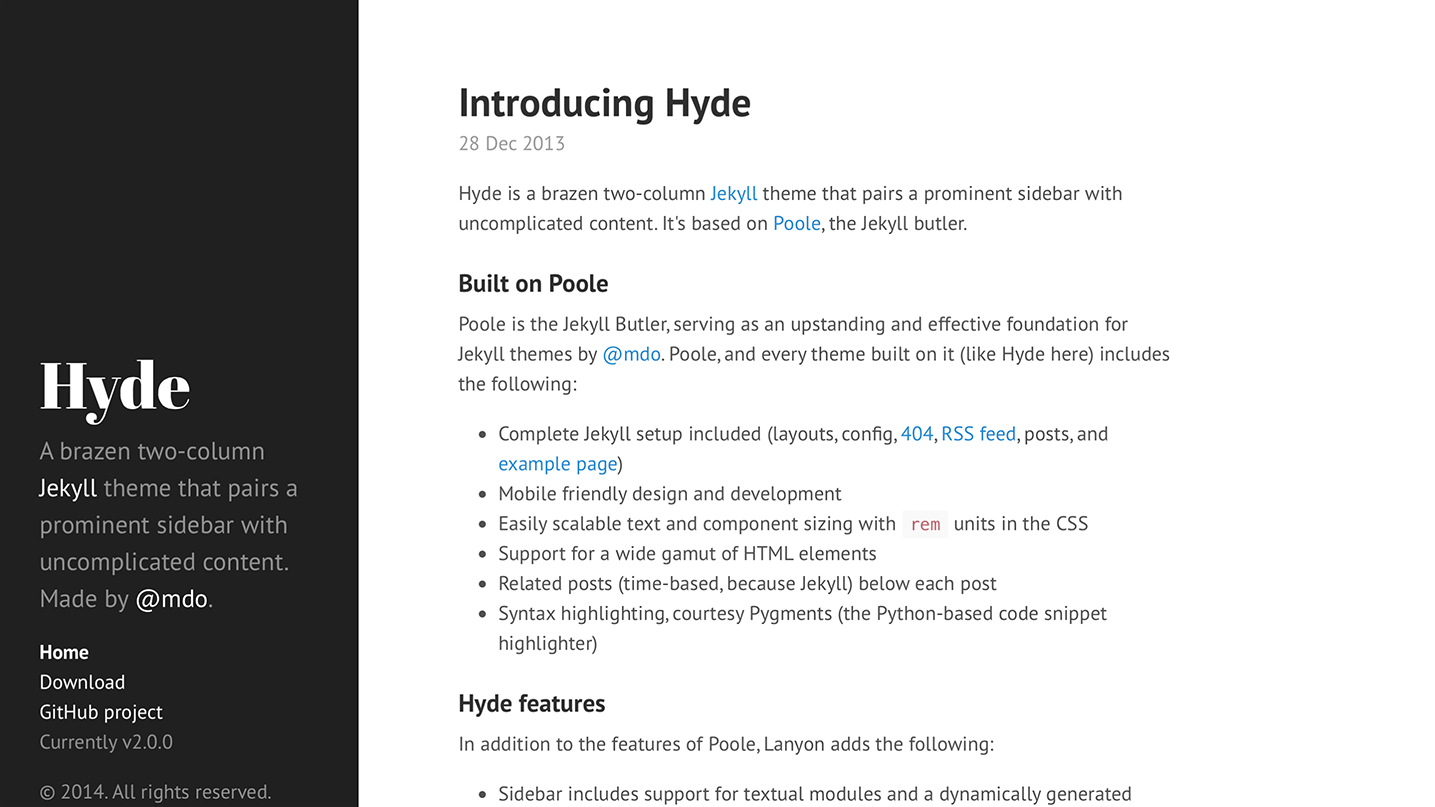 Hyde
A brazen two-column
Jekyll theme that pairs a
prominent sidebar with
uncomplicated content.
Made by @mdo.
Home
Download
GitHub project
Currently v2.0.0
© 2014. All rights reserved.
Introducing Hyde
28 Dec 2013
Hyde is a brazen two-column Jekyll theme that pairs a prominent sidebar with
uncomplicated content. It's based on Poole, the Jekyll butler.
Built on Poole
Poole is the Jekyll Butler, serving as an upstanding and effective foundation for
Jekyll themes by @mdo. Poole, and every theme built on it (like Hyde here) includes
the following:
• Complete Jekyll setup included (layouts, config, 404, RSS feed, posts, and
example page)
• Mobile friendly design and development
• Easily scalable text and component sizing with rem units in the CSS
• Support for a wide gamut of HTML elements
• Related posts (time-based, because Jekyll) below each post
• Syntax highlighting, courtesy Pygments (the Python-based code snippet
highlighter)
Hyde features
In addition to the features of Poole, Lanyon adds the following:
• Sidebar includes support for textual modules and a dynamically generated